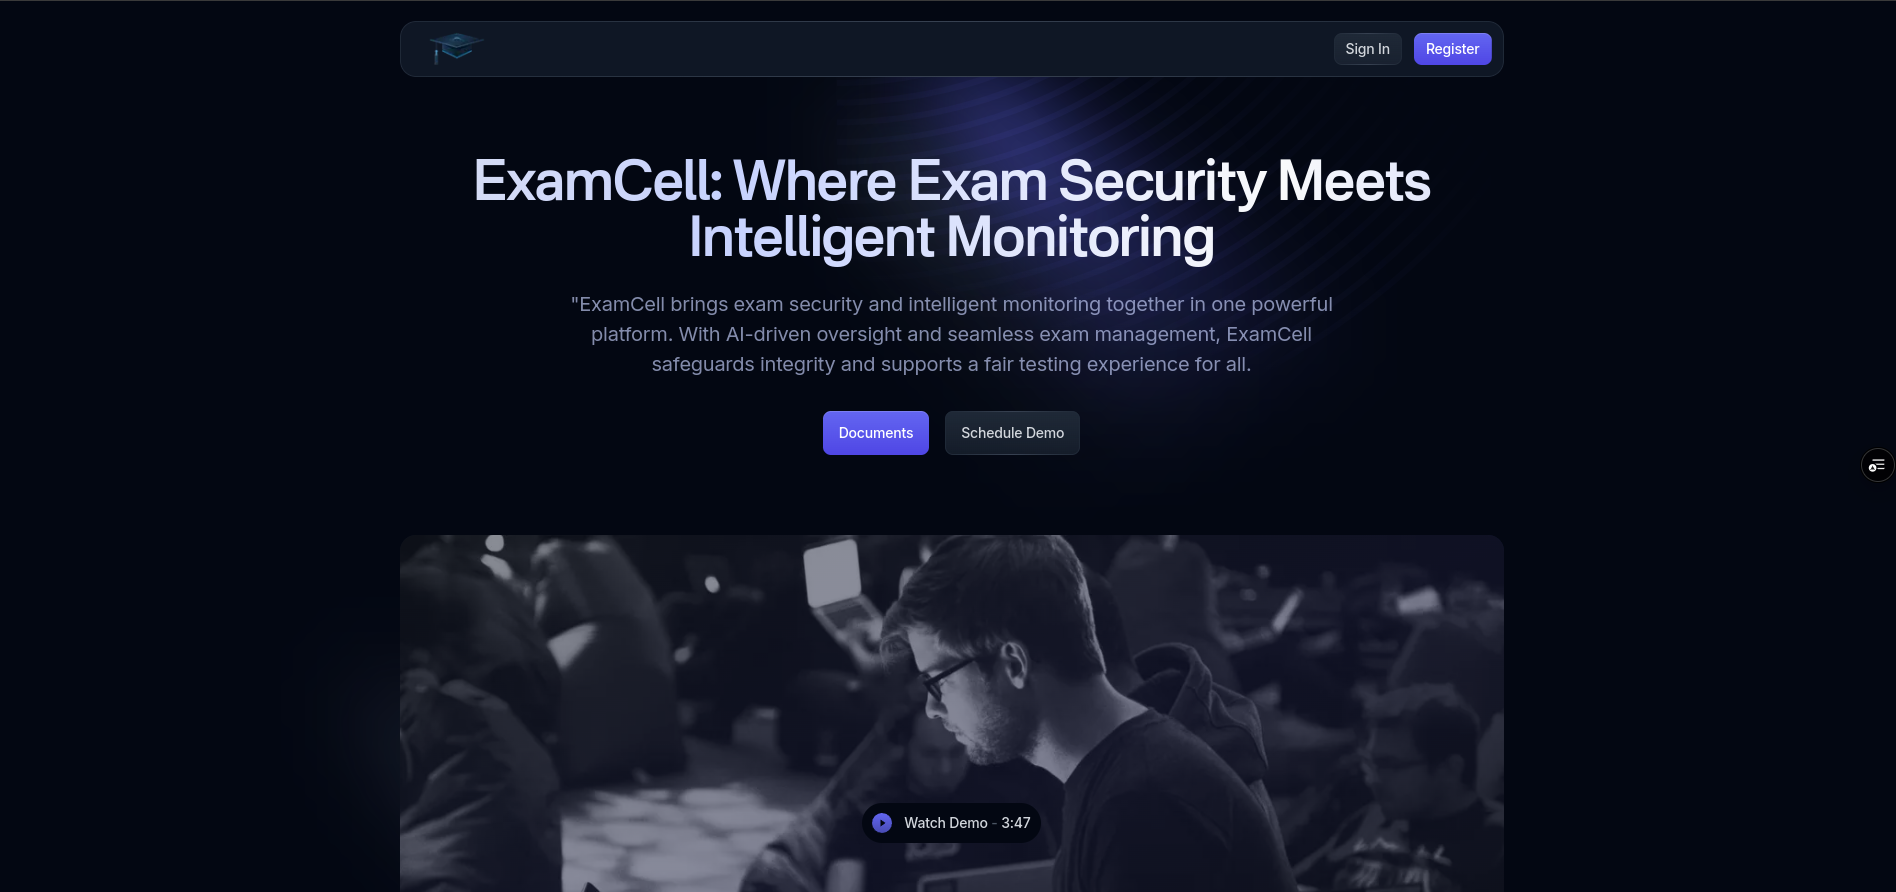 Sign In
Register
ExamCell: Where Exam Security Meets
Intelligent Monitoring
"ExamCell brings exam security and intelligent monitoring together in one powerful
platform. With AI-driven oversight and seamless exam management, ExamCell
safeguards integrity and supports a fair testing experience for all.
Documents
Schedule Demo
Watch Demo - 3:47